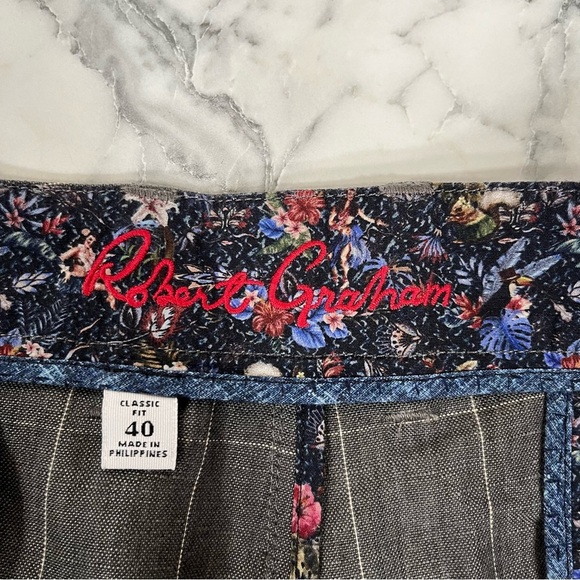 Robert Graham
CLASSIC
FIT
40
MADE IN
PHILIPPINES